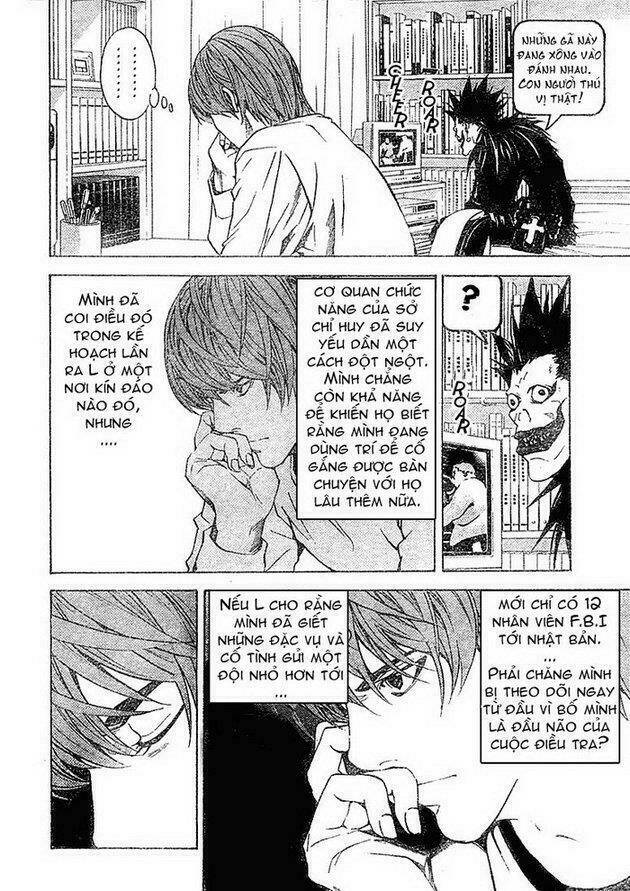 NHỮNG GÃ NÀY
ĐANG XÔNG VÀO
ĐÁNH NHAU.
CON NGƯỜI THÚ
VỊ THẬT!
......
......
CHEER
ROAR
?
ROAR
CƠ QUAN CHỨC
NĂNG CỦA SỞ
CHỈ HUY ĐÃ SUY
YẾU DẦN MỘT
CÁCH ĐỘT NGỘT.
MÌNH CHẲNG
CÒN KHẢ NĂNG
ĐỂ KHIẾN HỌ BIẾT
RẰNG MÌNH ĐANG
DÙNG TRÍ ĐỂ CỐ
GẮNG ĐƯỢC BÀN
CHUYỆN VỚI HỌ
LÂU THÊM NỮA.
MÌNH ĐÃ
COI ĐIỀU ĐÓ
TRONG KẾ
HOẠCH LẦN
RA L Ở MỘT
NƠI KÍN ĐÁO
NÀO ĐÓ,
NHƯNG
....
MỚI CHỈ CÓ 12
NHÂN VIÊN F.B.I
TỚI NHẬT BẢN.
...
PHẢI CHĂNG MÌNH
BỊ THEO DÕI NGAY
TỪ ĐẦU VÌ BỐ MÌNH
LÀ ĐẦU NÃO CỦA
CUỘC ĐIỀU TRA?
NẾU L CHO RẰNG
MÌNH ĐÃ GIẾT
NHỮNG ĐẶC VỤ VÀ
CỐ TÌNH GỬI MỘT
ĐỘI NHỎ HƠN TỚI
...